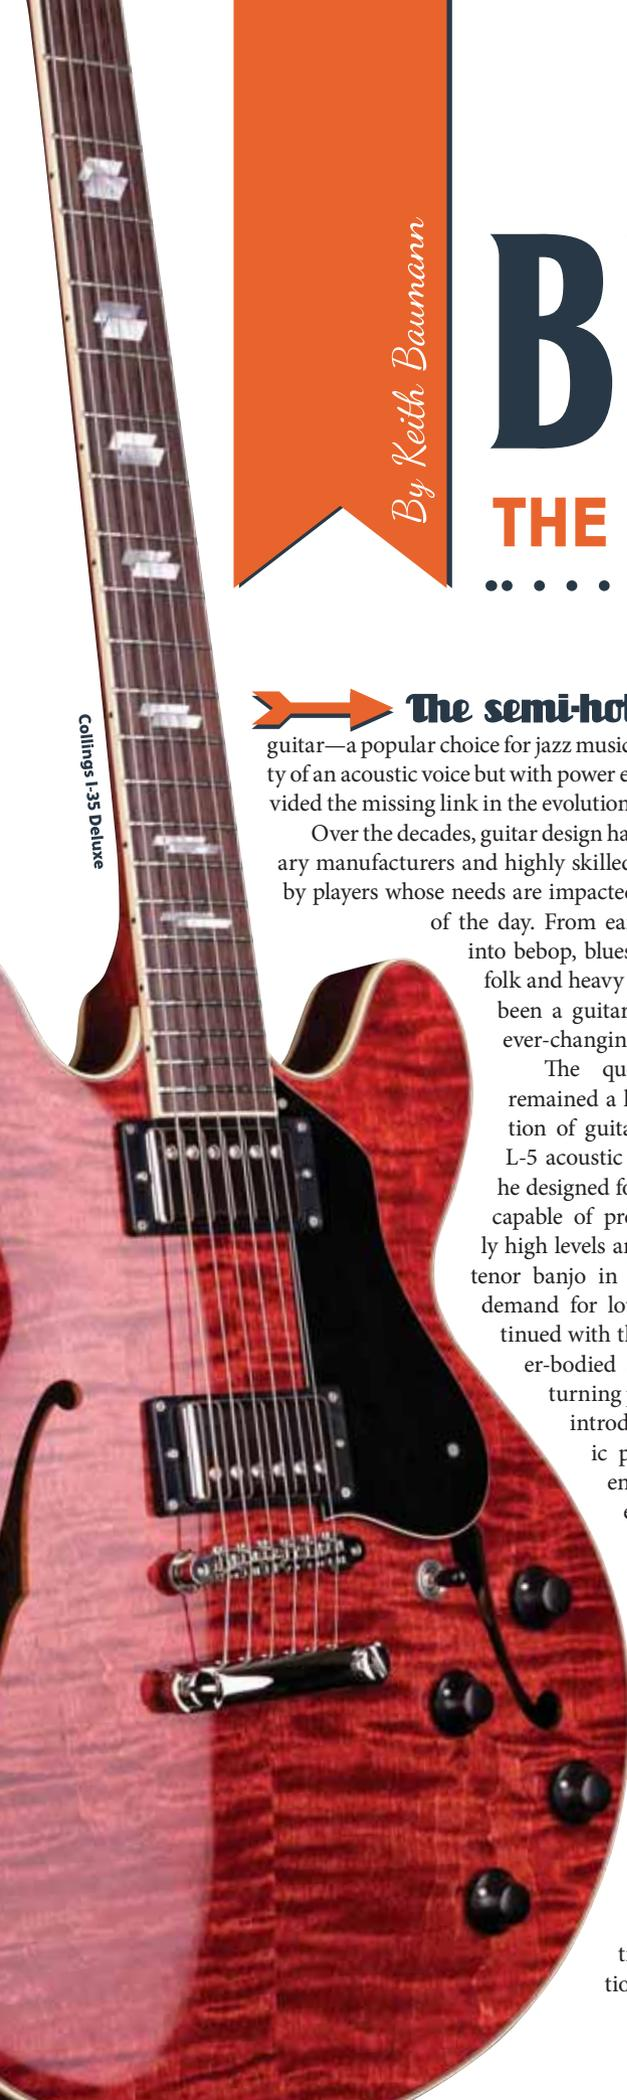 By Keith Baumann
B
THE
Collings I-35 Deluxe
The semi-hol
guitar—a popular choice for jazz music
ty of an acoustic voice but with power e
vided the missing link in the evolution
Over the decades, guitar design ha
ary manufacturers and highly skilled
by players whose needs are impacted
of the day. From ea
into bebop, blues
folk and heavy
been a guitar
ever-changin
The qu
remained a l
tion of guita
L-5 acoustic
he designed fo
capable of pro
ly high levels an
tenor banjo in
demand for lou
tinued with th
er-bodied
turning
introd
ic p
en
e
ti
tio